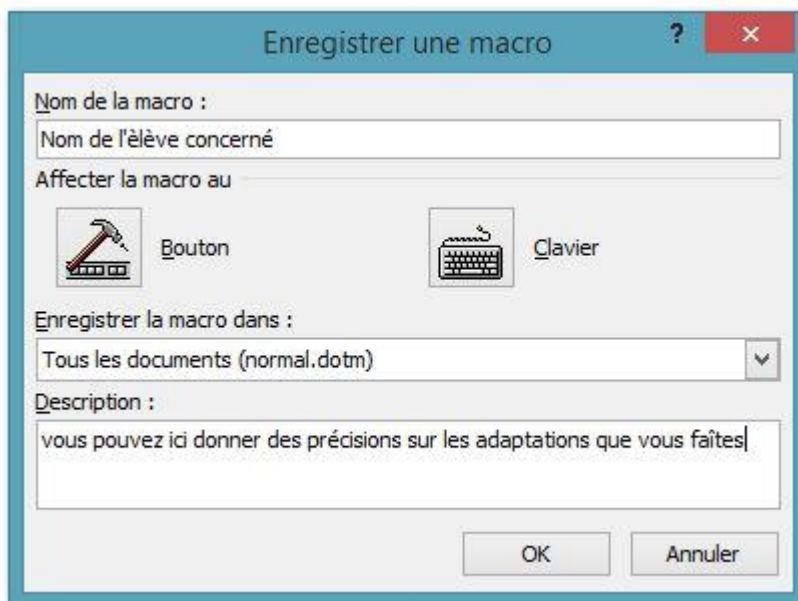 Enregistrer une macro
?
Nom de la macro :
Nom de l'èlève concerné
Affecter la macro au
Bouton
Clavier
Enregistrer la macro dans :
Tous les documents (normal.dotm)
Description :
vous pouvez ici donner des précisions sur les adaptations que vous faîtes
OK
Annuler